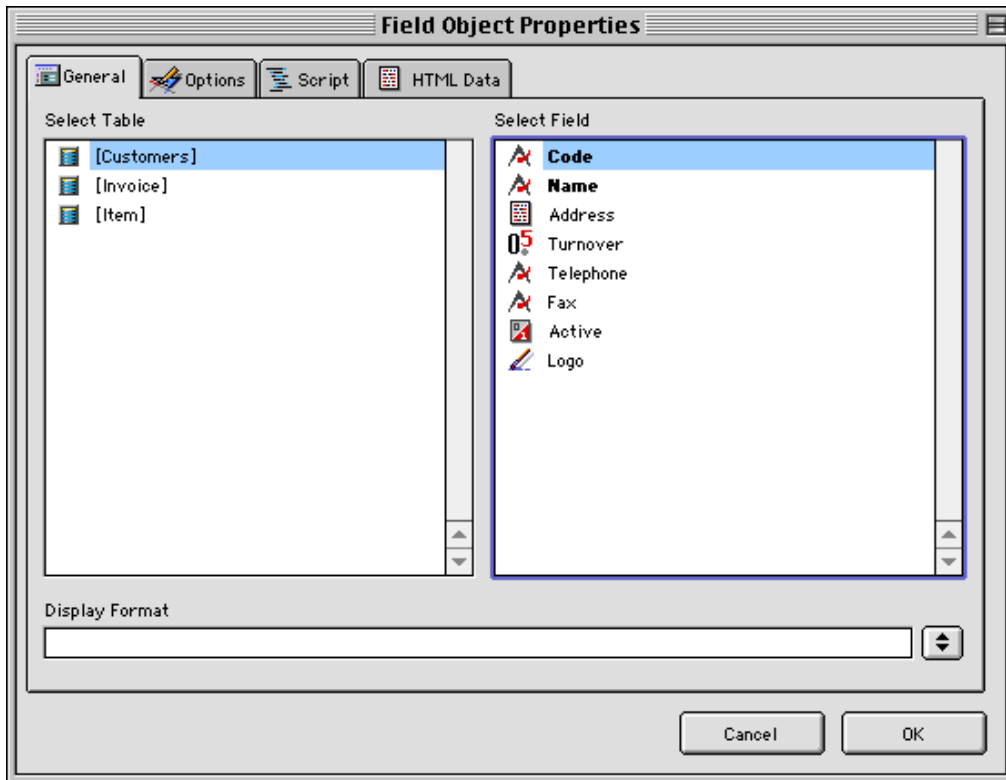 Field Object Properties
General
Options
Script
HTML Data
Select Table
[Customers]
[Invoice]
[Item]
Select Field
Code
Name
Address
Turnover
Telephone
Fax
Active
Logo
Display Format
Cancel
OK